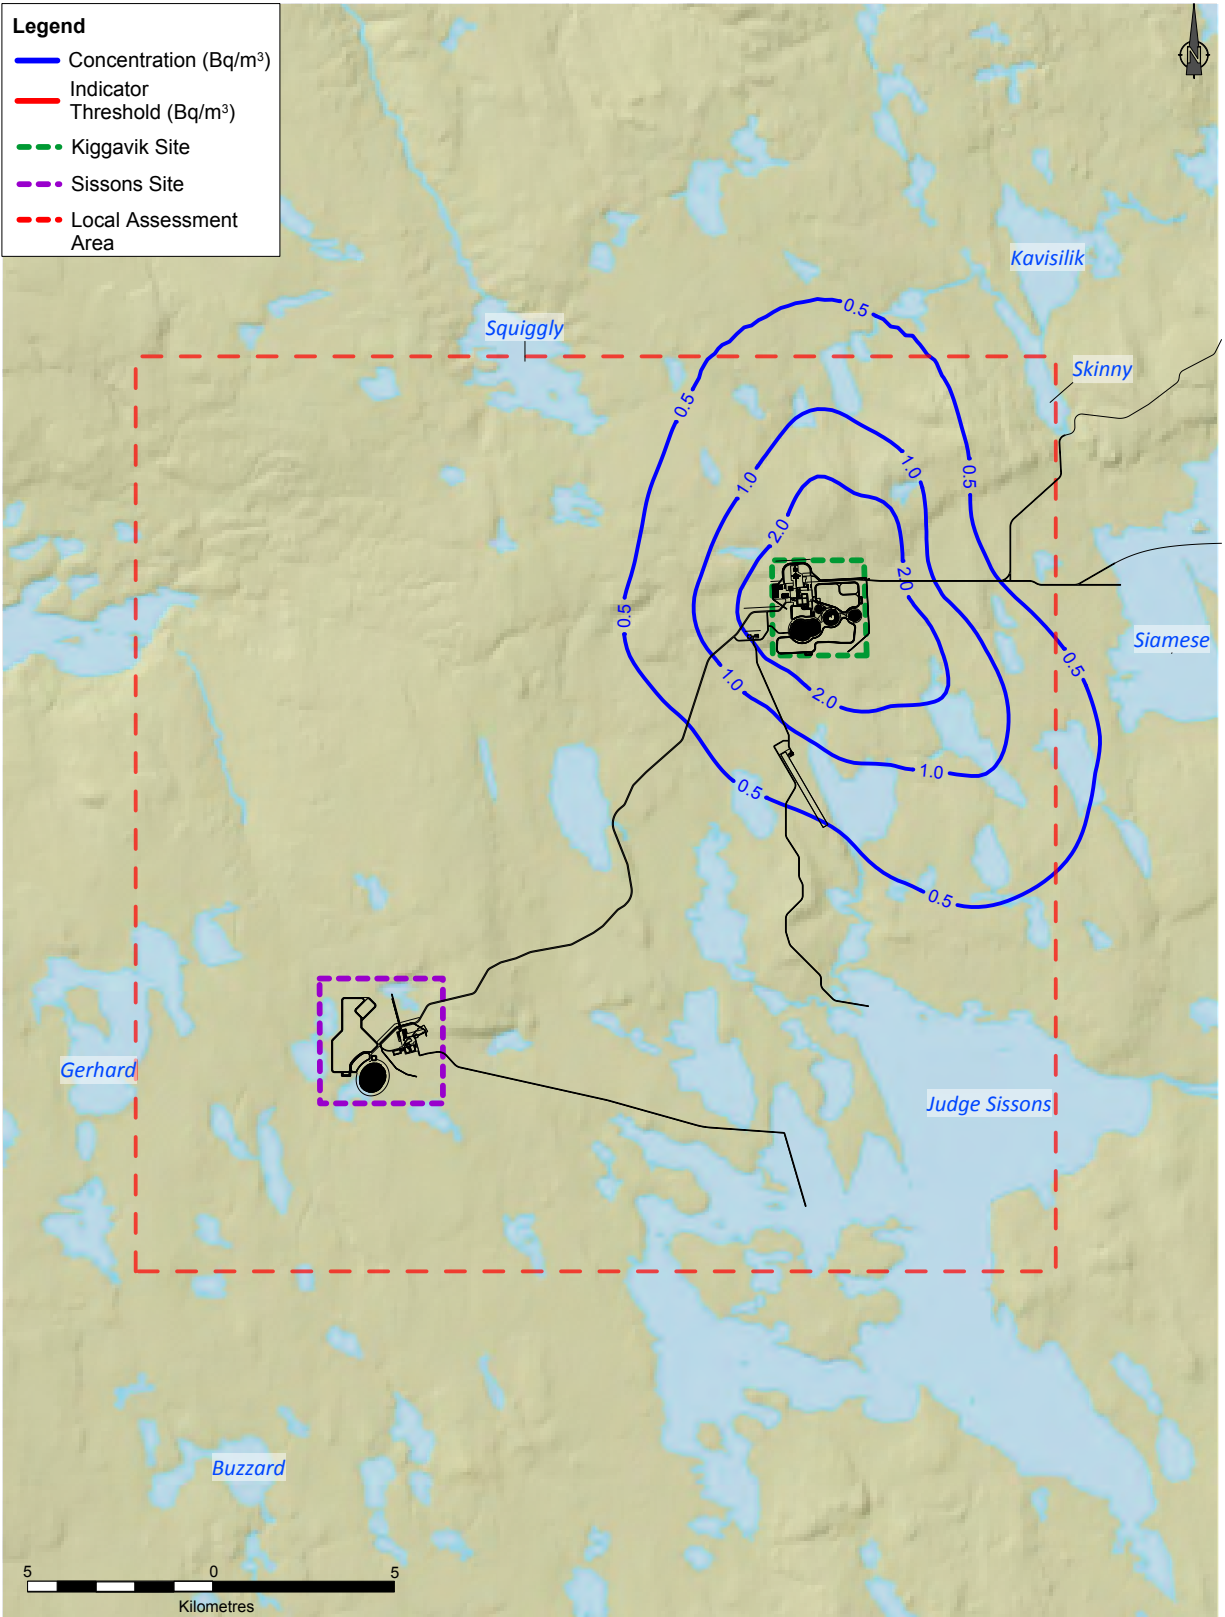 Legend
Concentration (Bq/m³)
Indicator
Threshold (Bq/m³)
Kiggavik Site
Sissons Site
Local Assessment
Area
Kavisilik
0.5
Squiggly
Skinny
0.5
1.0
0.5
1.0
2.0
2.0
0.5
Siamese
0.5
1.0
2.0
1.0
0.5
0.5
Gerhard
Judge Sissons
Buzzard
5 0 5
Kilometres